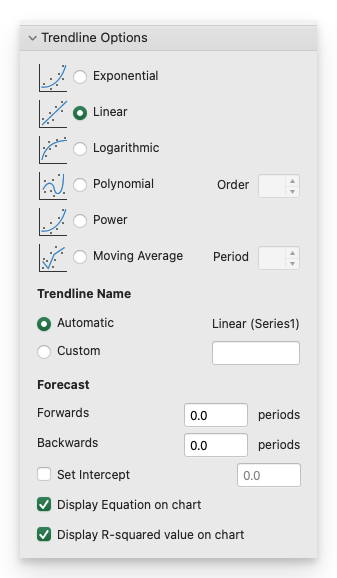 Trendline Options
Exponential
Linear
Logarithmic
Polynomial Order
Power
Moving Average Period
Trendline Name
Automatic Linear (Series1)
Custom
Forecast
Forwards 0.0 periods
Backwards 0.0 periods
Set Intercept 0.0
Display Equation on chart
Display R-squared value on chart